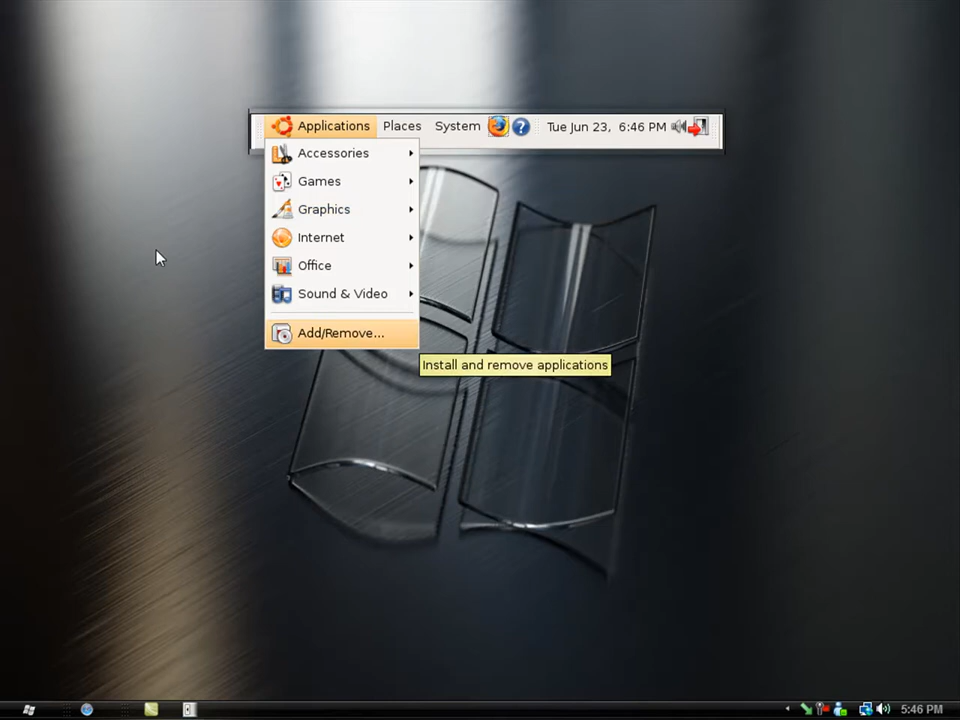 Applications Places System ? Tue Jun 23, 6:46 PM
Accessories
Games
Graphics
Internet
Office
Sound & Video
Add/Remove...
Install and remove applications
5:46 PM